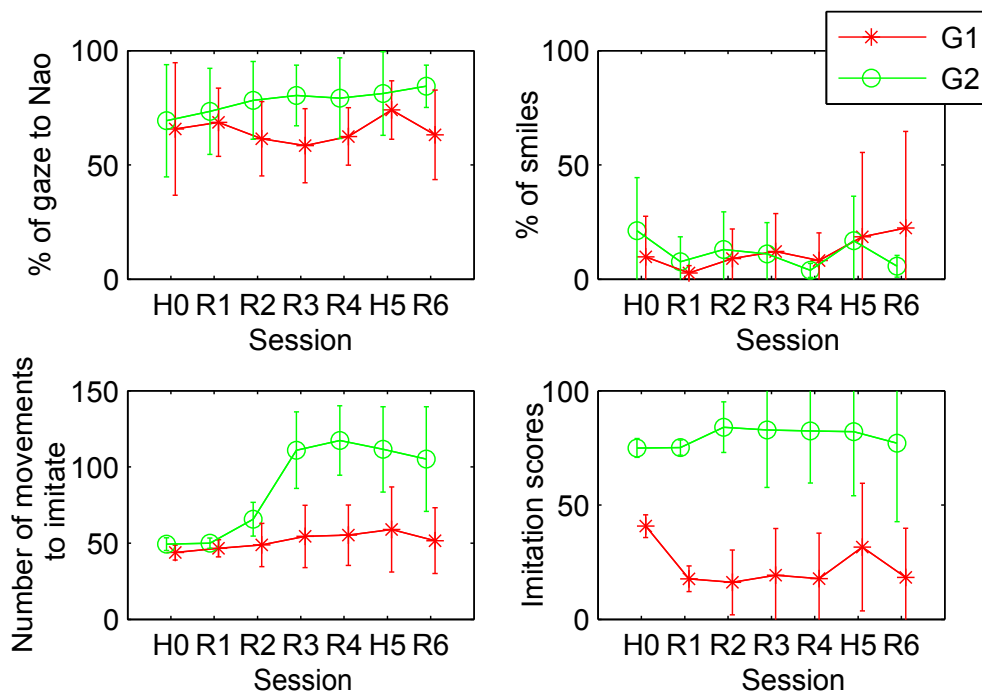 G1
G2
% of gaze to Nao
100
50
0
H0 R1 R2 R3 R4 H5 R6
Session
% of smiles
100
50
0
H0 R1 R2 R3 R4 H5 R6
Session
Number of movements
to imitate
150
100
50
0
H0 R1 R2 R3 R4 H5 R6
Session
Imitation scores
100
50
0
H0 R1 R2 R3 R4 H5 R6
Session